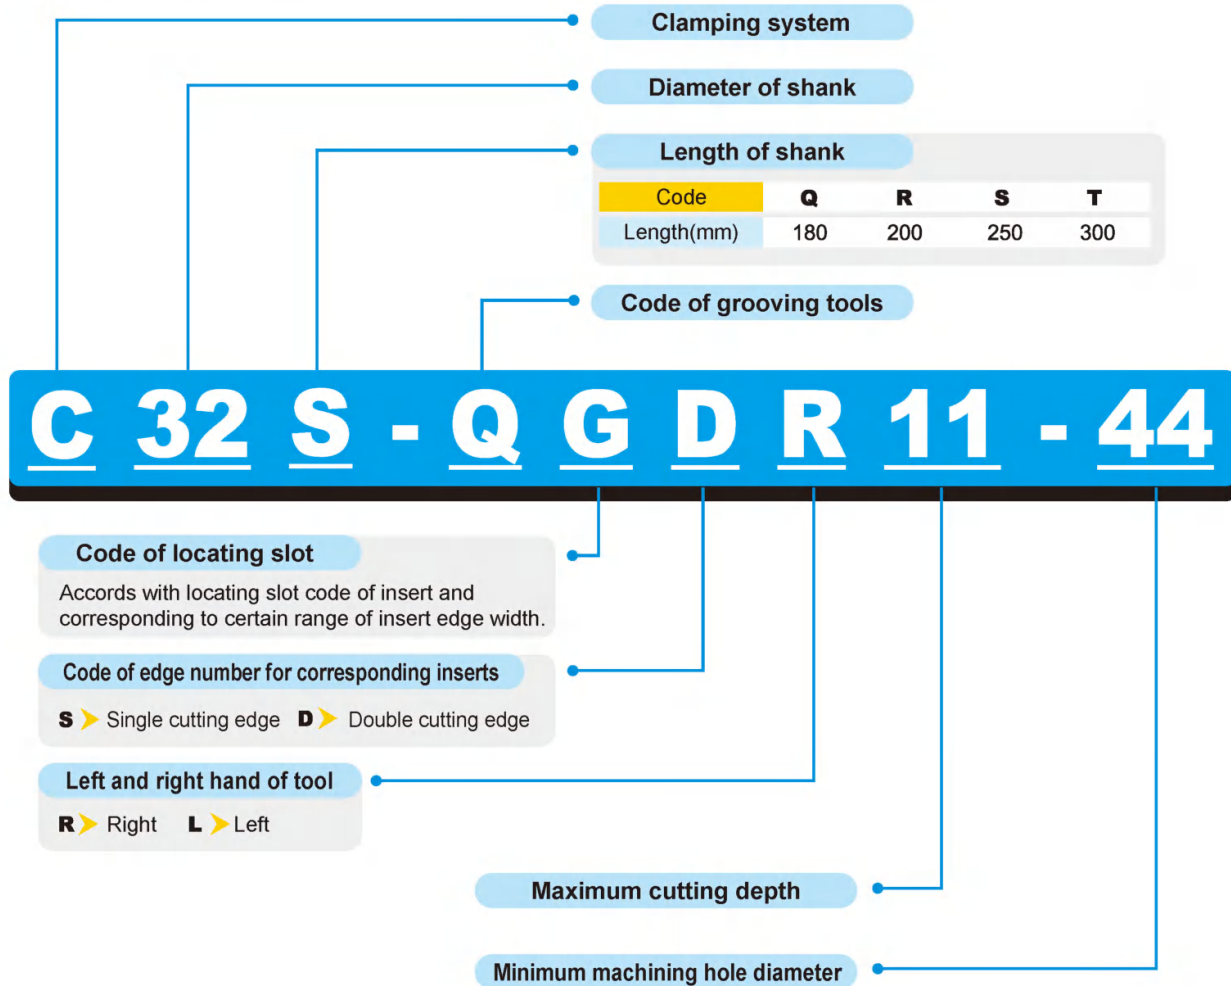 Clamping system
Diameter of shank
Length of shank
Code Q R S T
Length(mm) 180 200 250 300
Code of grooving tools
C 32 S - Q G D R 11 - 44
Code of locating slot
Accords with locating slot code of insert and
corresponding to certain range of insert edge width.
Code of edge number for corresponding inserts
S Single cutting edge D Double cutting edge
Left and right hand of tool
R Right L Left
Maximum cutting depth
Minimum machining hole diameter